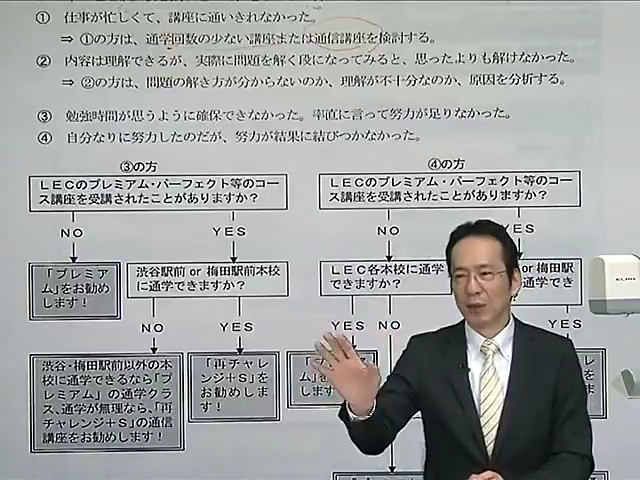 ① 仕事が忙しくて、講座に通いきれなかった。
⇒ ①の方は、通学回数の少ない講座または通信講座を検討する。
② 内容は理解できるが、実際に問題を解く段になってみると、思ったよりも解けなかった。
⇒ ②の方は、問題の解き方が分からないのか、理解が不十分なのか、原因を分析する。
③ 勉強時間が思うように確保できなかった。率直に言って努力が足りなかった。
④ 自分なりに努力したのだが、努力が結果に結びつかなかった。
③の方
LECのプレミアム・パーフェクト等のコー
ス講座を受講されたことがありますか？
NO
YES
「プレミア
ム」をお勧め
します！
渋谷駅前 or 梅田駅前本校
に通学できますか？
NO
YES
渋谷・梅田駅前以外の本
校に通学できるなら「プ
レミアム」の通学クラ
ス、通学が無理なら、「再
チャレンジ＋S」の通信
講座をお勧めします！
「再チャレ
ンジ＋S」を
お勧めしま
す！
④の方
LECのプレミアム・パーフェクト等のコー
ス講座を受講されたことがありますか？
NO
YES
LEC各本校に通学
できますか？
YES
NO
or 梅田駅
通学でき
YES
ELMO